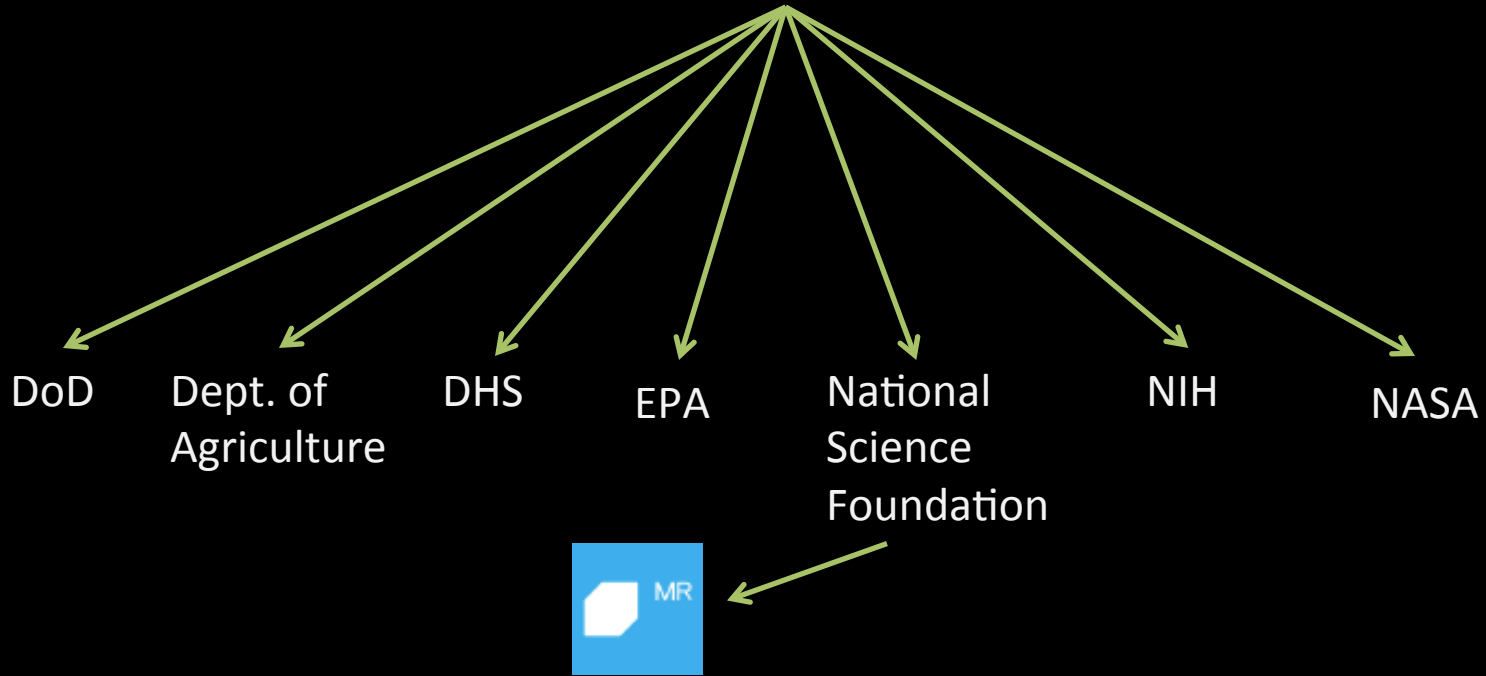 DoD
Dept. of
Agriculture
DHS
EPA
National
Science
Foundation
NIH
NASA
MR